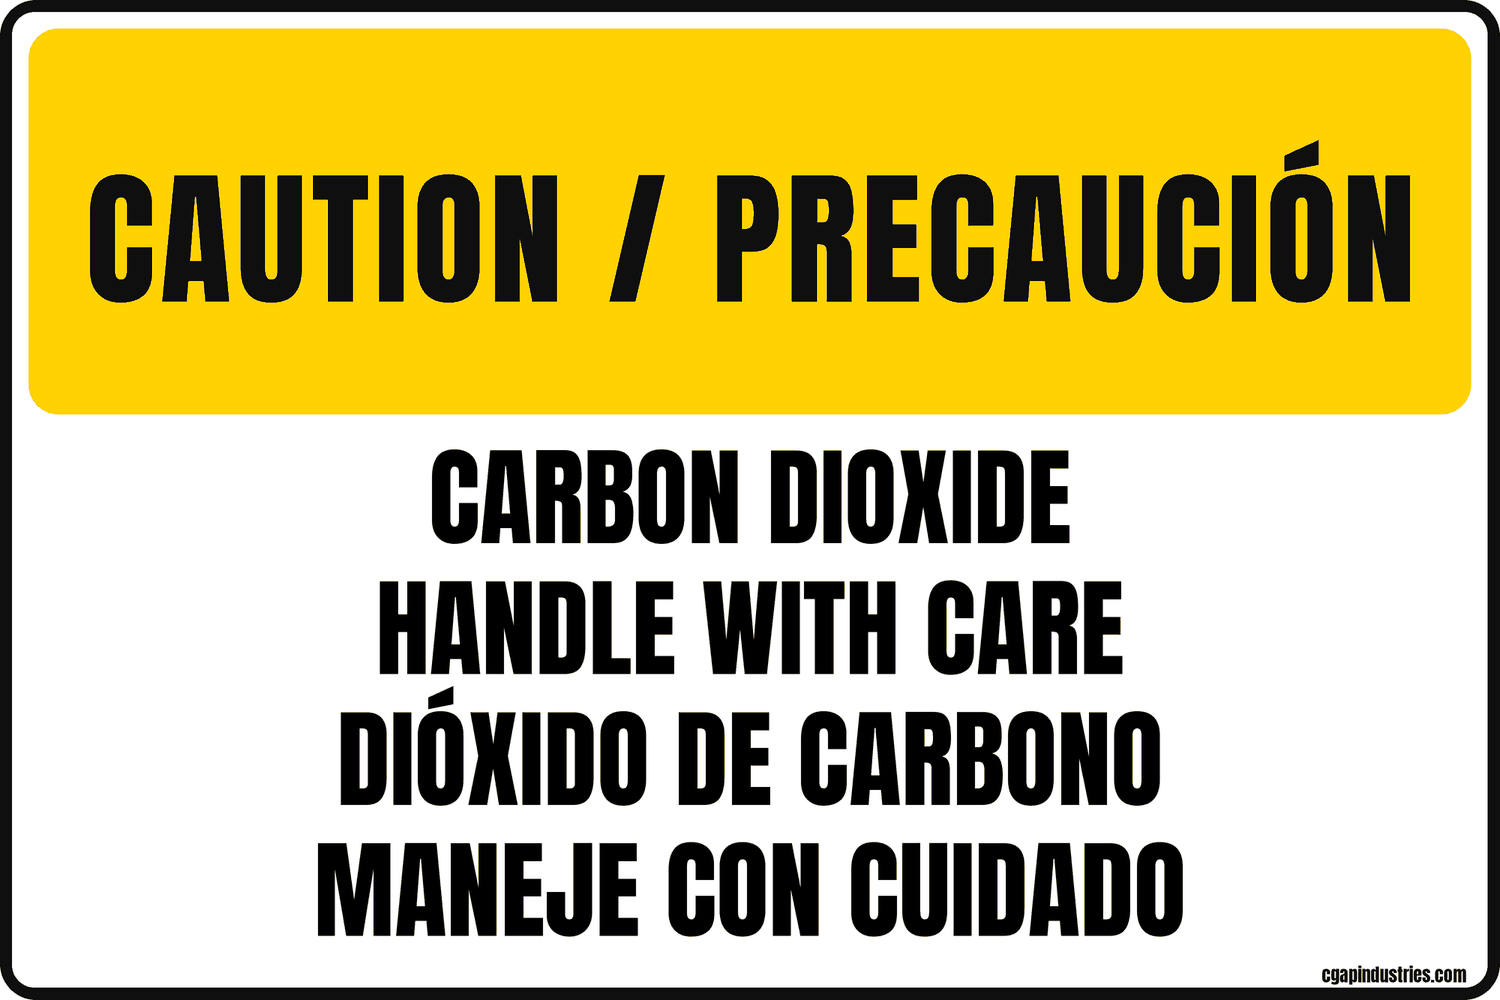 CAUTION / PRECAUCIÓN
CARBON DIOXIDE
HANDLE WITH CARE
DIÓXIDO DE CARBONO
MANEJE CON CUIDADO
cgapindustries.com